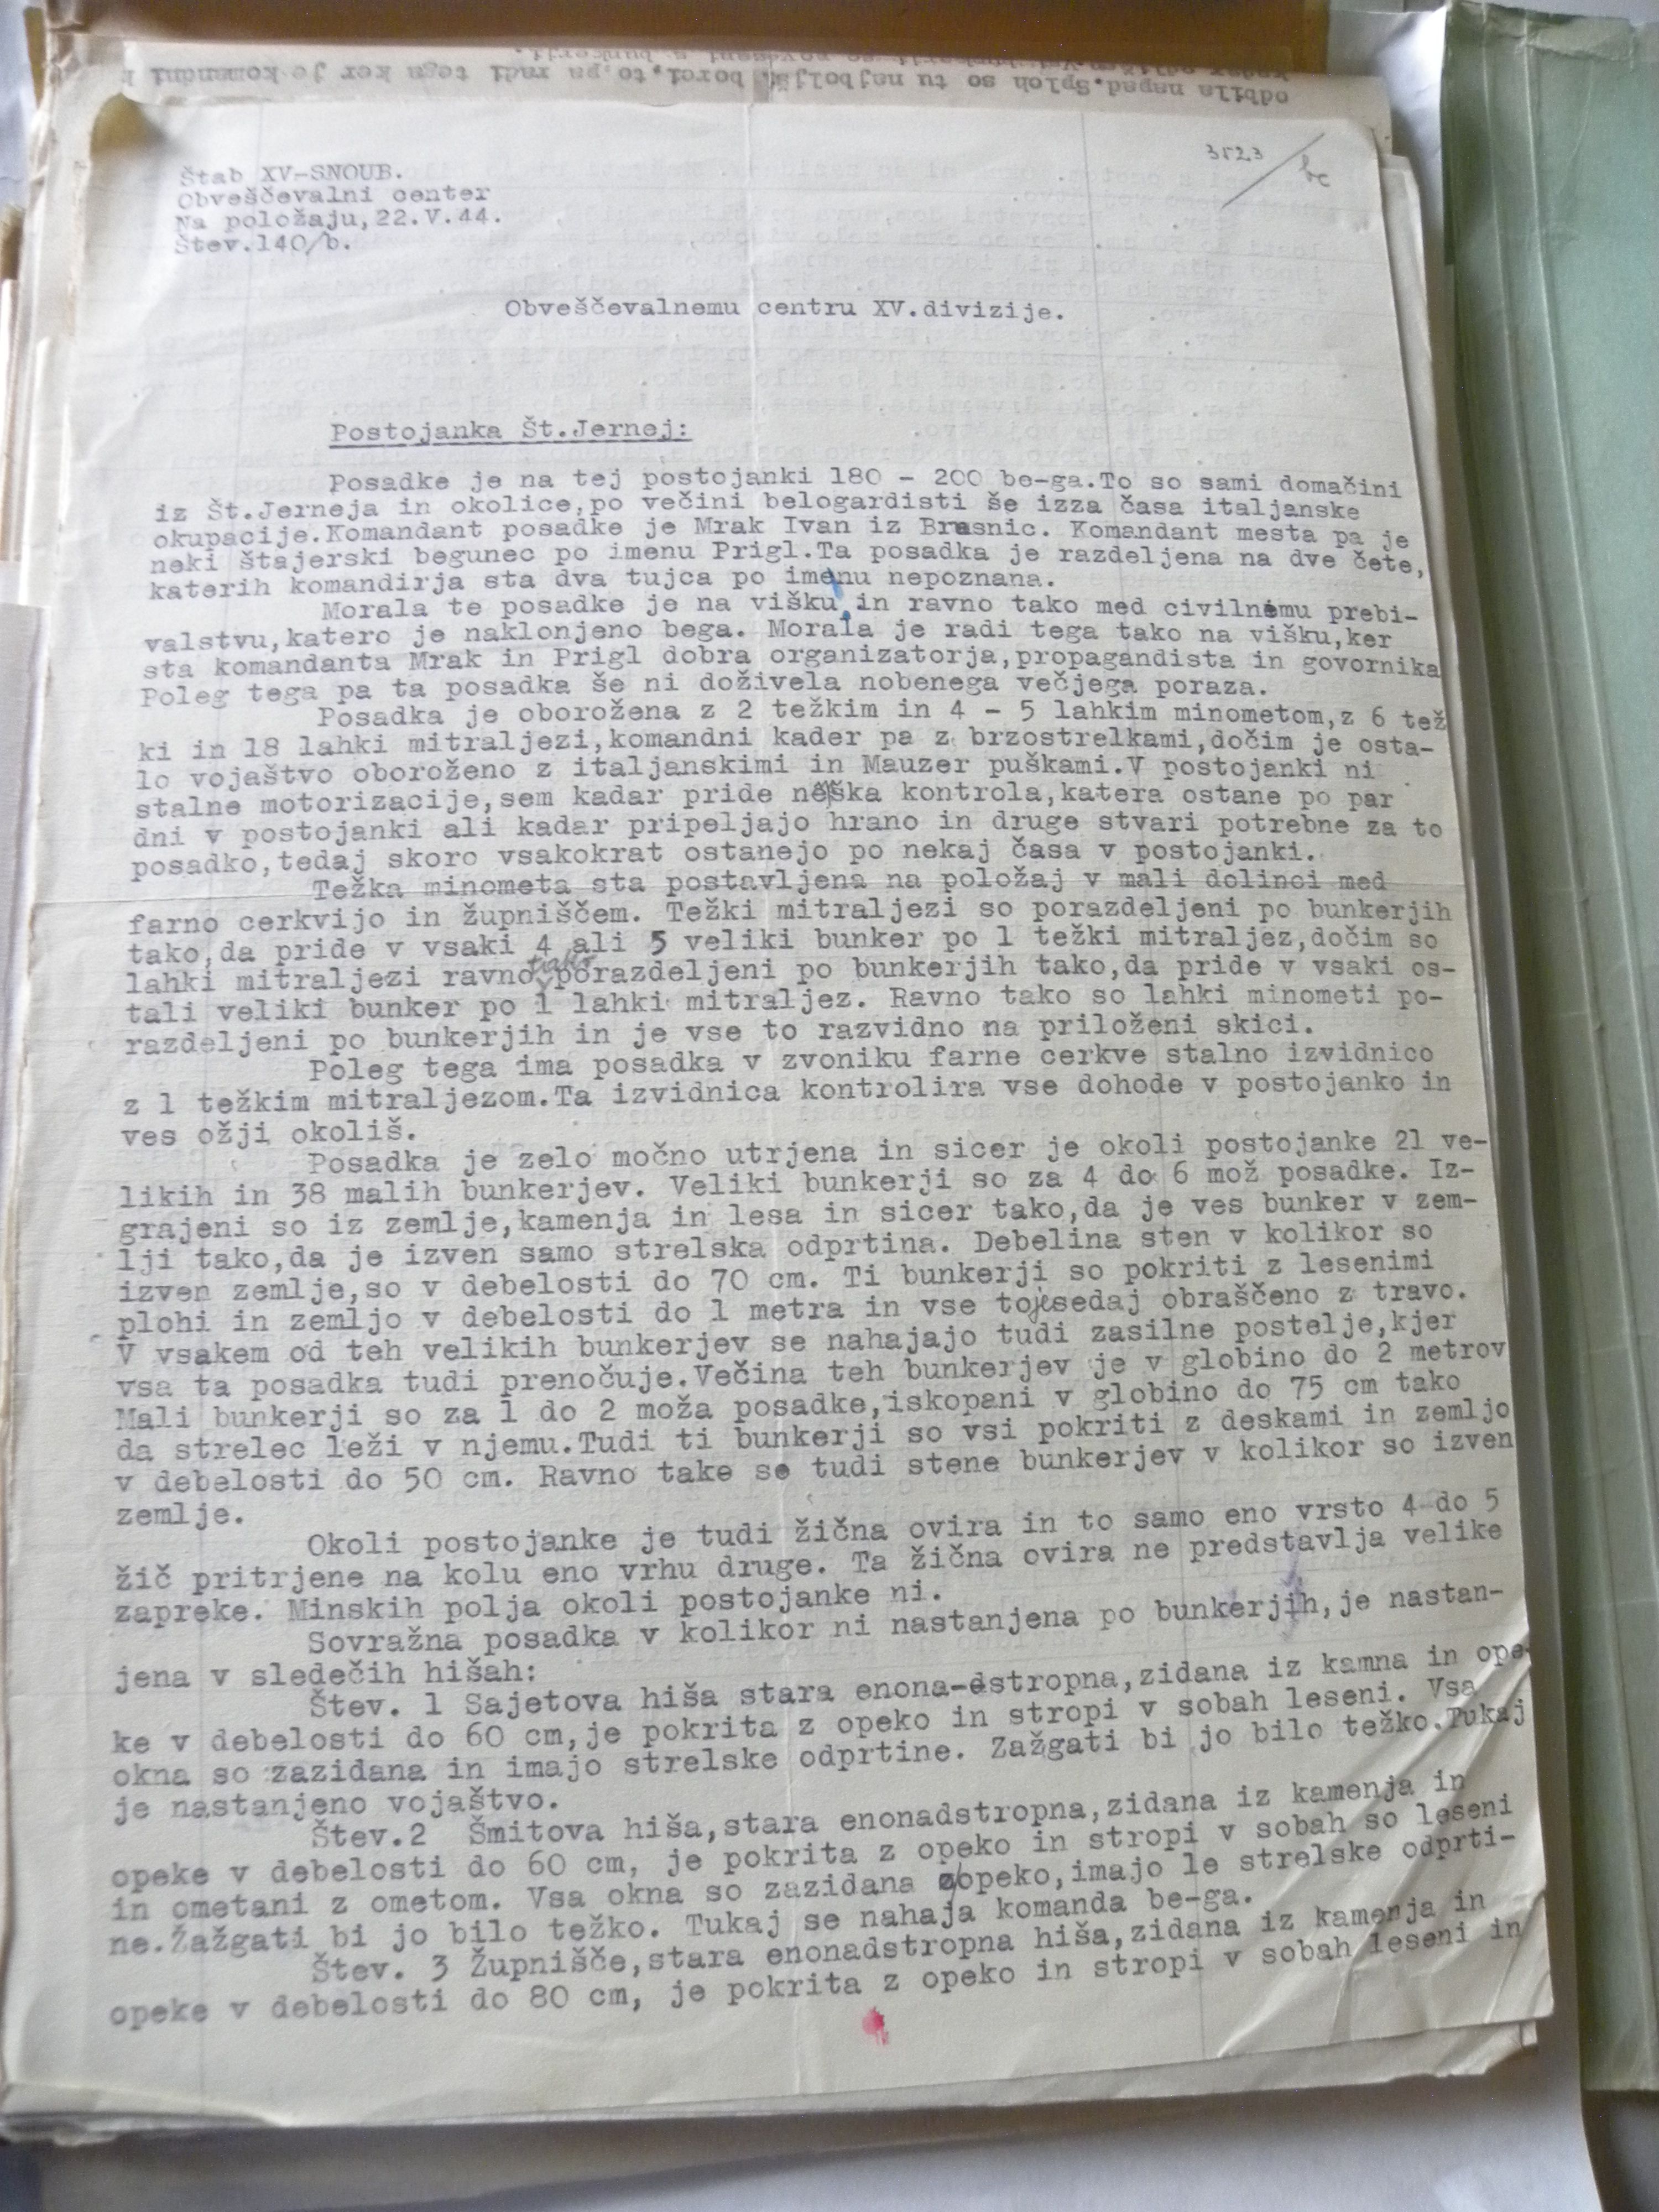 odbila napad.Sploh so tu najboljši borci,to,pa radi tega ker je komandni k
3523/bc
Štab XV-SNOUB.
Obveščevalni center
Na položaju,22.V.44.
Štev.140/b.
Obveščevalnemu centru XV.divizije.
Postojanka Št.Jernej:
Posadke je na tej postojanki 180 - 200 be-ga.To so sami domačini
iz Št.Jerneja in okolice,po večini belogardisti še izza časa italjanske
okupacije.Komandant posadke je Mrak Ivan iz Brasnic. Komandant mesta pa je
neki štajerski begunec po imenu Prigl.Ta posadka je razdeljena na dve čete,
katerih komandirja sta dva tujca po imenu nepoznana.
Morala te posadke je na višku,in ravno tako med civilnemu prebi-
valstvu,katero je naklonjeno bega. Morala je radi tega tako na višku,ker
sta komandanta Mrak in Prigl dobra organizatorja,propagandista in govornika
Poleg tega pa ta posadka še ni doživela nobenega večjega poraza.
Posadka je oborožena z 2 težkim in 4 - 5 lahkim minometom,z 6 tež
ki in 18 lahki mitraljezi,komandni kader pa z brzostrelkami,dočim je osta-
lo vojaštvo oboroženo z italjanskimi in Mauzer puškami.V postojanki ni
stalne motorizacije,sem kadar pride neška kontrola,katera ostane po par
dni v postojanki ali kadar pripeljajo hrano in druge stvari potrebne za to
posadko,tedaj skoro vsakokrat ostanejo po nekaj časa v postojanki.
Težka minometa sta postavljena na položaj v mali dolinci med
farno cerkvijo in župniščem. Težki mitraljezi so porazdeljeni po bunkerjih
tako,da pride v vsaki 4 ali 5 veliki bunker po 1 težki mitraljez,dočim so
lahki mitraljezi ravno tako porazdeljeni po bunkerjih tako,da pride v vsaki os-
tali veliki bunker po 1 lahki mitraljez. Ravno tako so lahki minometi po-
razdeljeni po bunkerjih in je vse to razvidno na priloženi skici.
Poleg tega ima posadka v zvoniku farne cerkve stalno izvidnico
z 1 težkim mitraljezom.Ta izvidnica kontrolira vse dohode v postojanko in
ves ožji okoliš.
Posadka je zelo močno utrjena in sicer je okoli postojanke 21 ve-
likih in 38 malih bunkerjev. Veliki bunkerji so za 4 do 6 mož posadke. Iz-
grajeni so iz zemlje,kamenja in lesa in sicer tako,da je ves bunker v zem-
lji tako,da je izven samo strelska odprtina. Debelina sten v kolikor so
izven zemlje,so v debelosti do 70 cm. Ti bunkerji so pokriti z lesenimi
plohi in zemljo v debelosti do 1 metra in vse to je sedaj obraščeno z travo.
V vsakem od teh velikih bunkerjev se nahajajo tudi zasilne postelje,kjer
vsa ta posadka tudi prenočuje.Večina teh bunkerjev je v globino do 2 metrov
Mali bunkerji so za 1 do 2 moža posadke,iskopani v globino do 75 cm tako
da strelec leži v njemu.Tudi ti bunkerji so vsi pokriti z deskami in zemljo
v debelosti do 50 cm. Ravno take so tudi stene bunkerjev v kolikor so izven
zemlje.
Okoli postojanke je tudi žična ovira in to samo eno vrsto 4 do 5
žič pritrjene na kolu eno vrhu druge. Ta žična ovira ne predstavlja velike
zapreke. Minskih polja okoli postojanke ni.
Sovražna posadka v kolikor ni nastanjena po bunkerjih,je nastan-
jena v sledečih hišah:
Štev. 1 Sajetova hiša stara enona-dstropna,zidana iz kamna in ope-
ke v debelosti do 60 cm,je pokrita z opeko in stropi v sobah leseni. Vsa
okna so zazidana in imajo strelske odprtine. Zažgati bi jo bilo težko.Tukaj
je nastanjeno vojaštvo.
Štev.2 Šmitova hiša,stara enonadstropna,zidana iz kamenja in
opeke v debelosti do 60 cm, je pokrita z opeko in stropi v sobah so leseni
in ometani z ometom. Vsa okna so zazidana z opeko,imajo le strelske odprti-
ne.Žažgati bi jo bilo težko. Tukaj se nahaja komanda be-ga.
Štev. 3 Župnišče,stara enonadstropna hiša,zidana iz kamenja in
opeke v debelosti do 80 cm, je pokrita z opeko in stropi v sobah leseni in